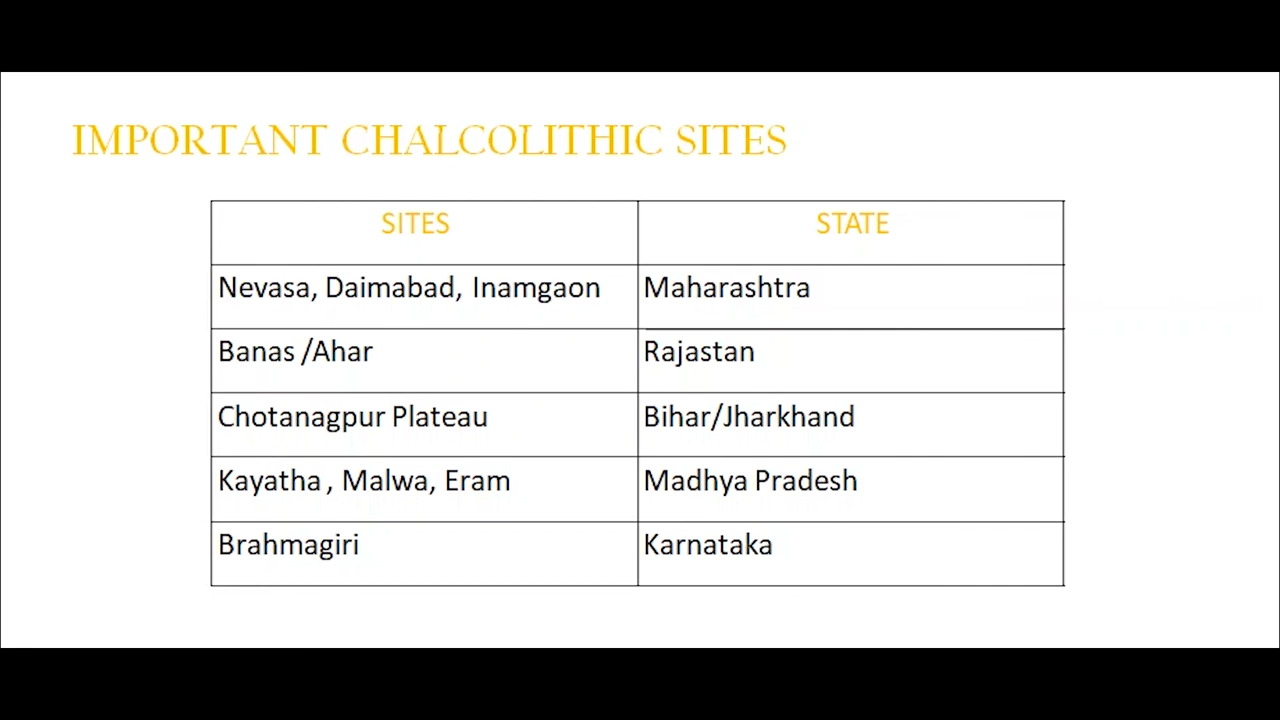 IMPORTANT CHALCOLITHIC SITES
SITES STATE
Nevasa, Daimabad, Inamgaon Maharashtra
Banas /Ahar Rajastan
Chotanagpur Plateau Bihar/Jharkhand
Kayatha , Malwa, Eram Madhya Pradesh
Brahmagiri Karnataka